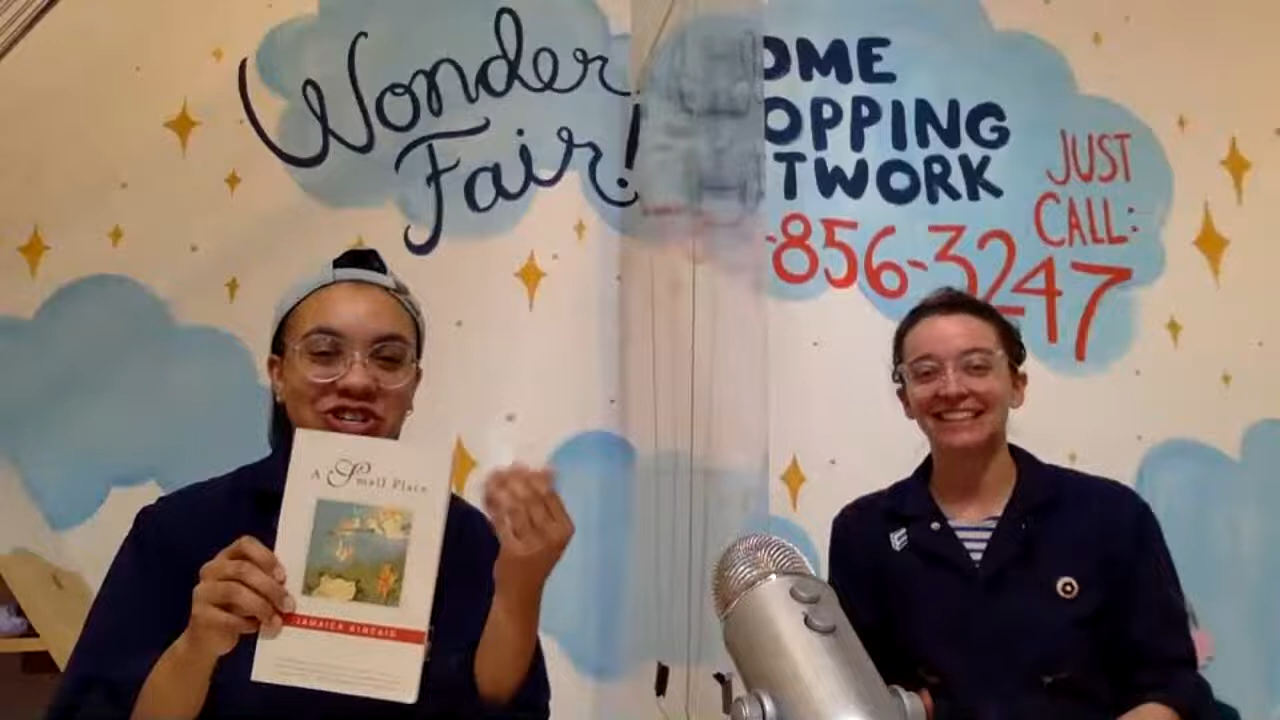 Wonder
Fair!
OME
OPPING
TWORK
JUST
CALL:
-856-3247
A Small Place
JAMAICA KINCAID